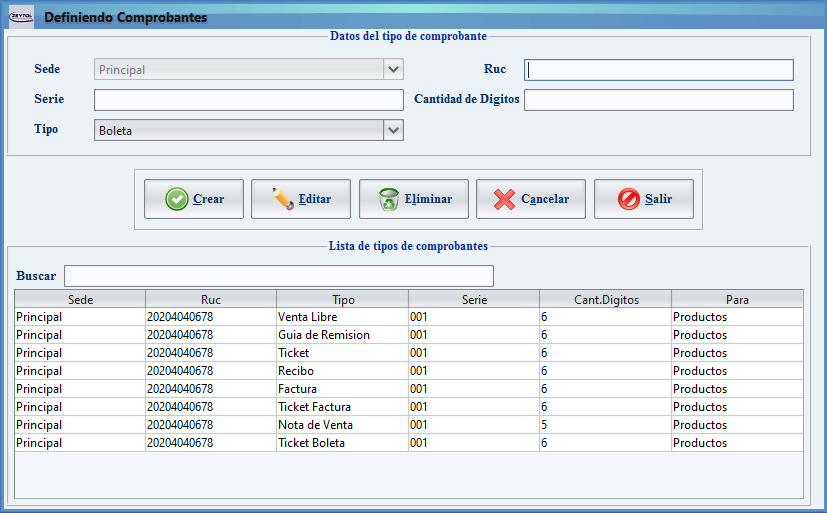 ZEYTOL Definiendo Comprobantes
Datos del tipo de comprobante
Sede Principal Ruc
Serie Cantidad de Digitos
Tipo Boleta
Crear Editar Eliminar Cancelar Salir
Lista de tipos de comprobantes
Buscar
Sede Ruc Tipo Serie Cant.Digitos Para
Principal 20204040678 Venta Libre 001 6 Productos
Principal 20204040678 Guia de Remision 001 6 Productos
Principal 20204040678 Ticket 001 6 Productos
Principal 20204040678 Recibo 001 6 Productos
Principal 20204040678 Factura 001 6 Productos
Principal 20204040678 Ticket Factura 001 6 Productos
Principal 20204040678 Nota de Venta 001 5 Productos
Principal 20204040678 Ticket Boleta 001 6 Productos